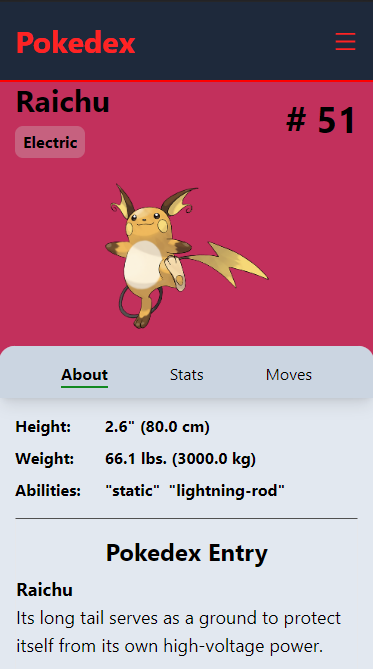 Pokedex
Raichu
# 51
Electric
About Stats Moves
Height: 2.6" (80.0 cm)
Weight: 66.1 lbs. (3000.0 kg)
Abilities: "static" "lightning-rod"
Pokedex Entry
Raichu
Its long tail serves as a ground to protect
itself from its own high-voltage power.